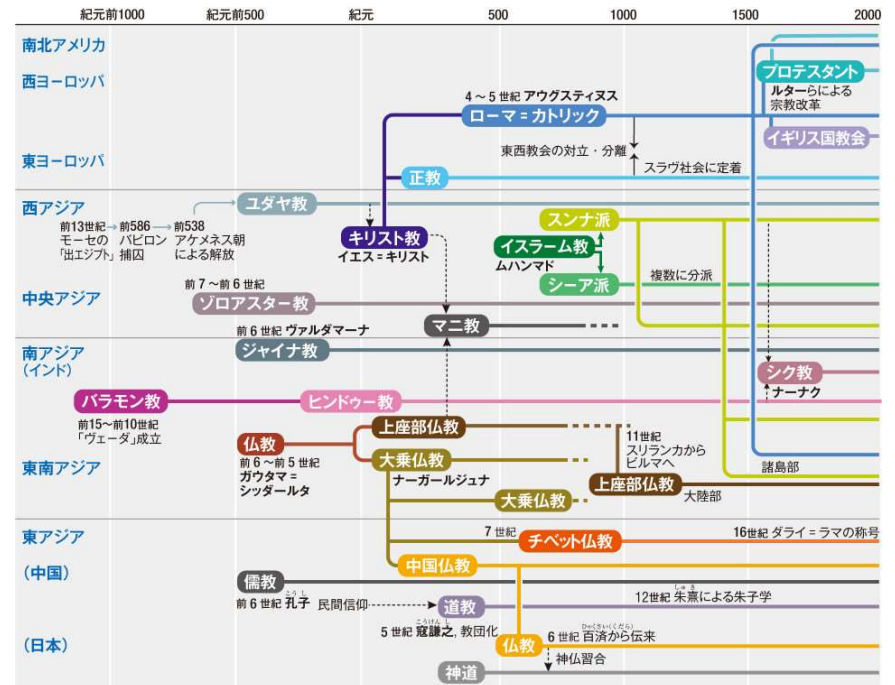 紀元前1000
紀元前500
紀元
500
1000
1500
2000
南北アメリカ
西ヨーロッパ
プロテスタント
ルターらによる
宗教改革
4～5世紀 アウグスティヌス
ローマ=カトリック
イギリス国教会
東西教会の対立・分離
東ヨーロッパ
スラヴ社会に定着
正教
西アジア
ユダヤ教
前13世紀→前586→前538
モーセの バビロン アケメネス朝
「出エジプト」捕囚 による解放
キリスト教
イエス=キリスト
スンナ派
イスラーム教
ムハンマド
シーア派
複数に分派
中央アジア
前7～前6世紀
ゾロアスター教
マニ教
前6世紀 ヴァルダマーナ
南アジア
(インド)
ジャイナ教
シク教
ナーナク
バラモン教
前15～前10世紀
「ヴェーダ」成立
ヒンドゥー教
上座部仏教
11世紀
スリランカから
ビルマへ
仏教
前6～前5世紀
ガウタマ=
シッダールタ
東南アジア
大乗仏教
ナーガールジュナ
諸島部
上座部仏教
大陸部
大乗仏教
東アジア
7世紀
チベット仏教
16世紀 ダライ=ラマの称号
(中国)
中国仏教
儒教
こうし
前6世紀 孔子
民間信仰
道教
しゅき
12世紀 朱熹による朱子学
こうけんし
5世紀 寇謙之, 教団化
(日本)
仏教
ひゃくさい(くだら)
6世紀 百済から伝来
神仏習合
神道